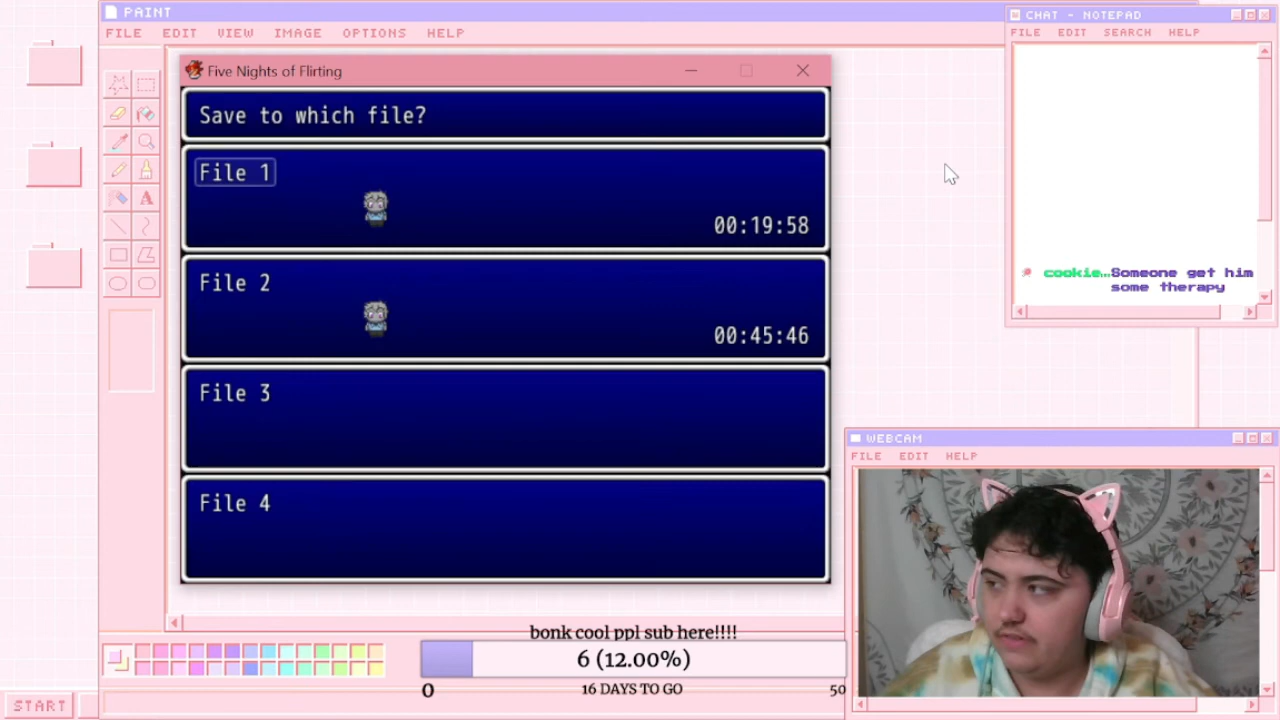 PAINT
FILE EDIT VIEW IMAGE OPTIONS HELP
Five Nights of Flirting
Save to which file?
File 1
00:19:58
File 2
00:45:46
File 3
File 4
CHAT - NOTEPAD
FILE EDIT SEARCH HELP
cookie…Someone get him
some therapy
WEBCAM
FILE EDIT HELP
A
bonk cool ppl sub here!!!!
6 (12.00%)
0 16 DAYS TO GO 50
START